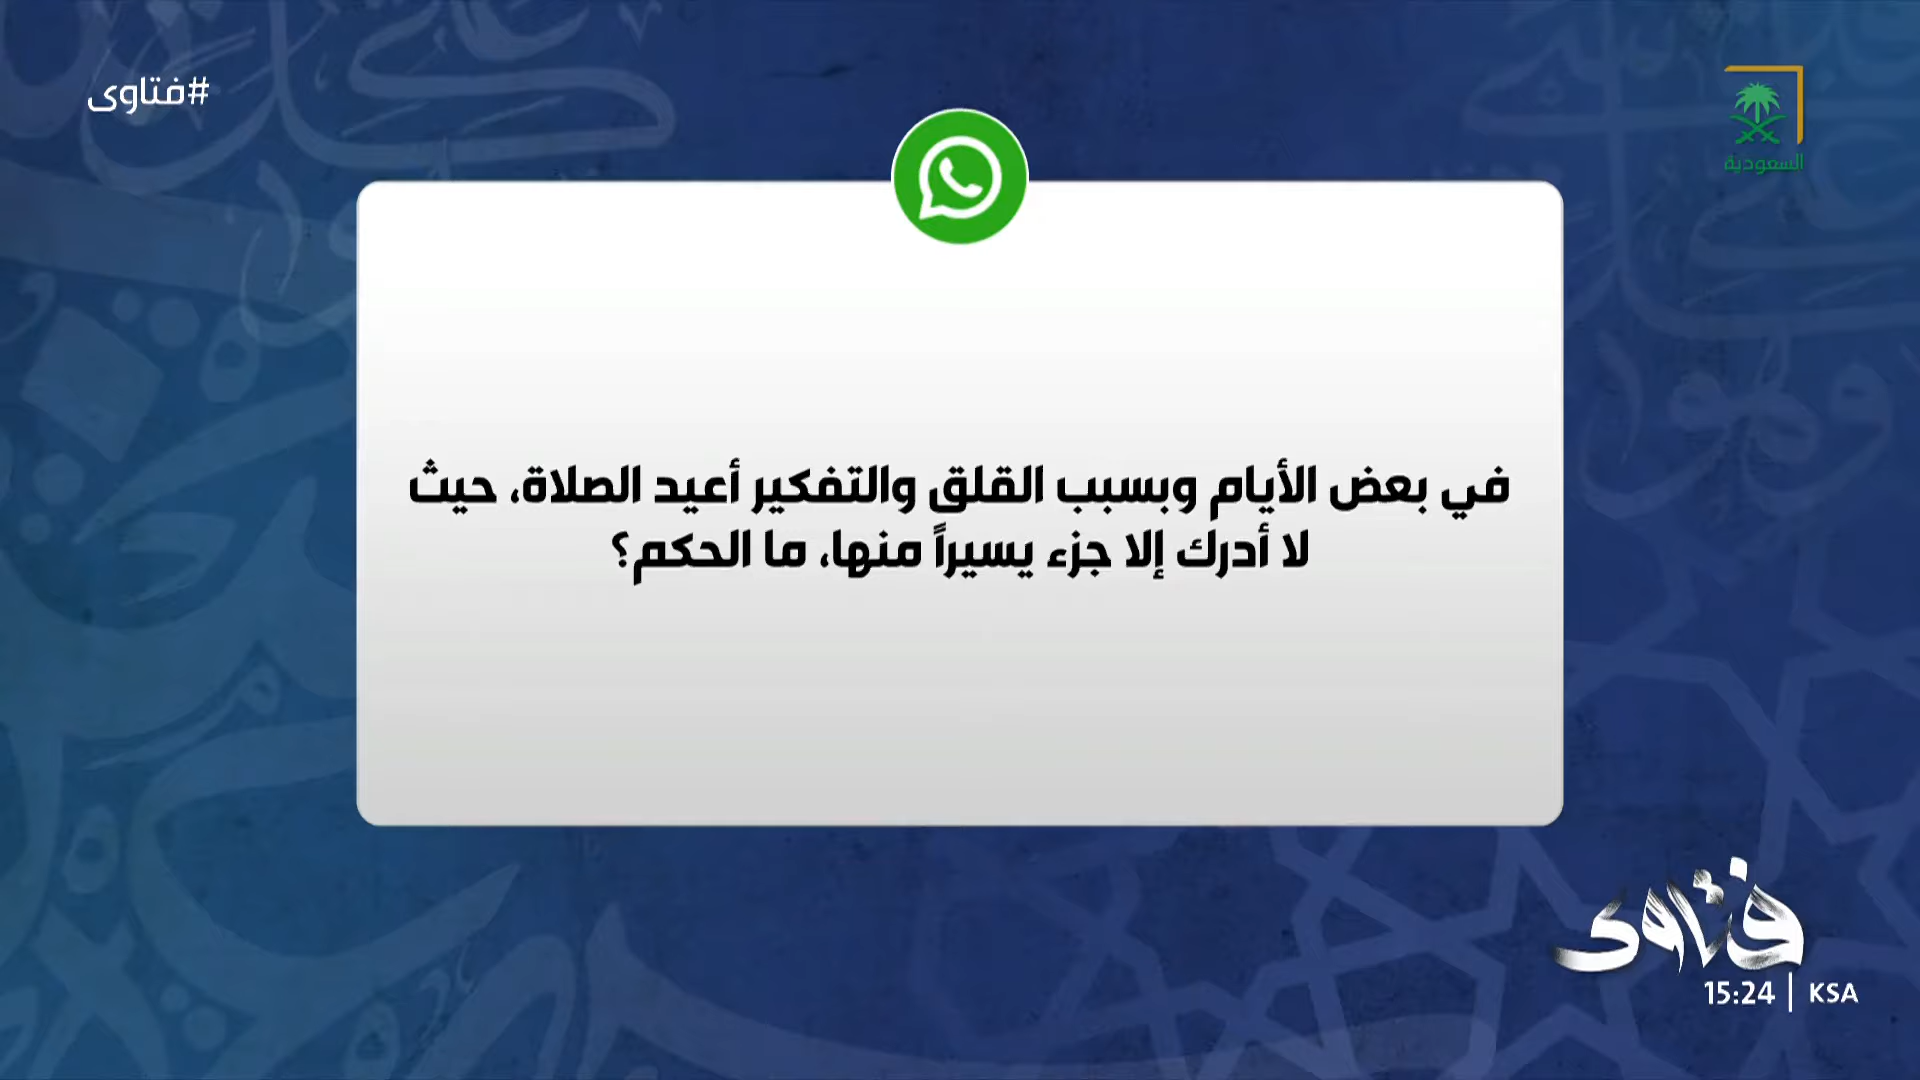 #فتاوى
السعودية
في بعض الأيام وبسبب القلق والتفكير أعيد الصلاة، حيث
لا أدرك إلا جزء يسيراً منها، ما الحكم؟
فتاوى
15:24 | KSA